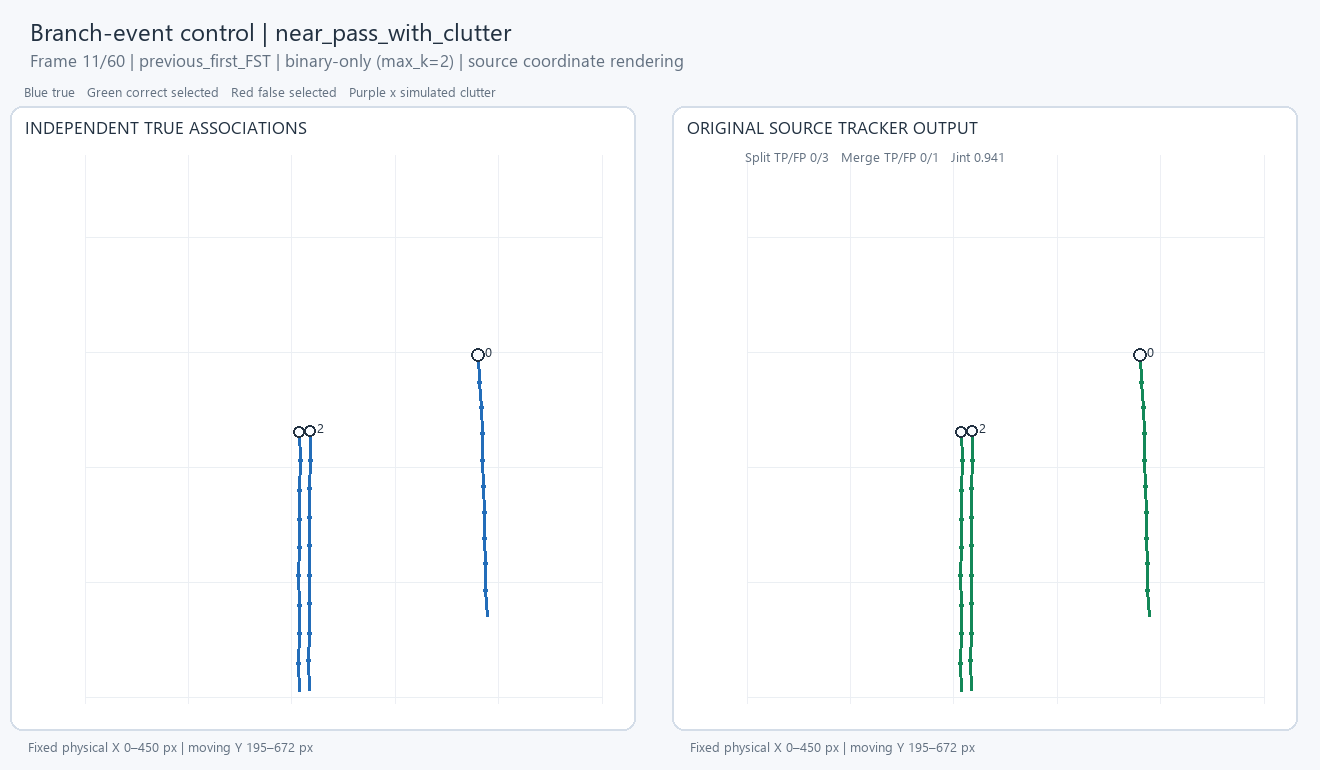 Branch-event control | near_pass_with_clutter
Frame 11/60 | previous_first_FST | binary-only (max_k=2) | source coordinate rendering
Blue true Green correct selected Red false selected Purple x simulated clutter
INDEPENDENT TRUE ASSOCIATIONS
0
2
Fixed physical X 0–450 px | moving Y 195–672 px
ORIGINAL SOURCE TRACKER OUTPUT
Split TP/FP 0/3 Merge TP/FP 0/1 Jint 0.941
0
2
Fixed physical X 0–450 px | moving Y 195–672 px